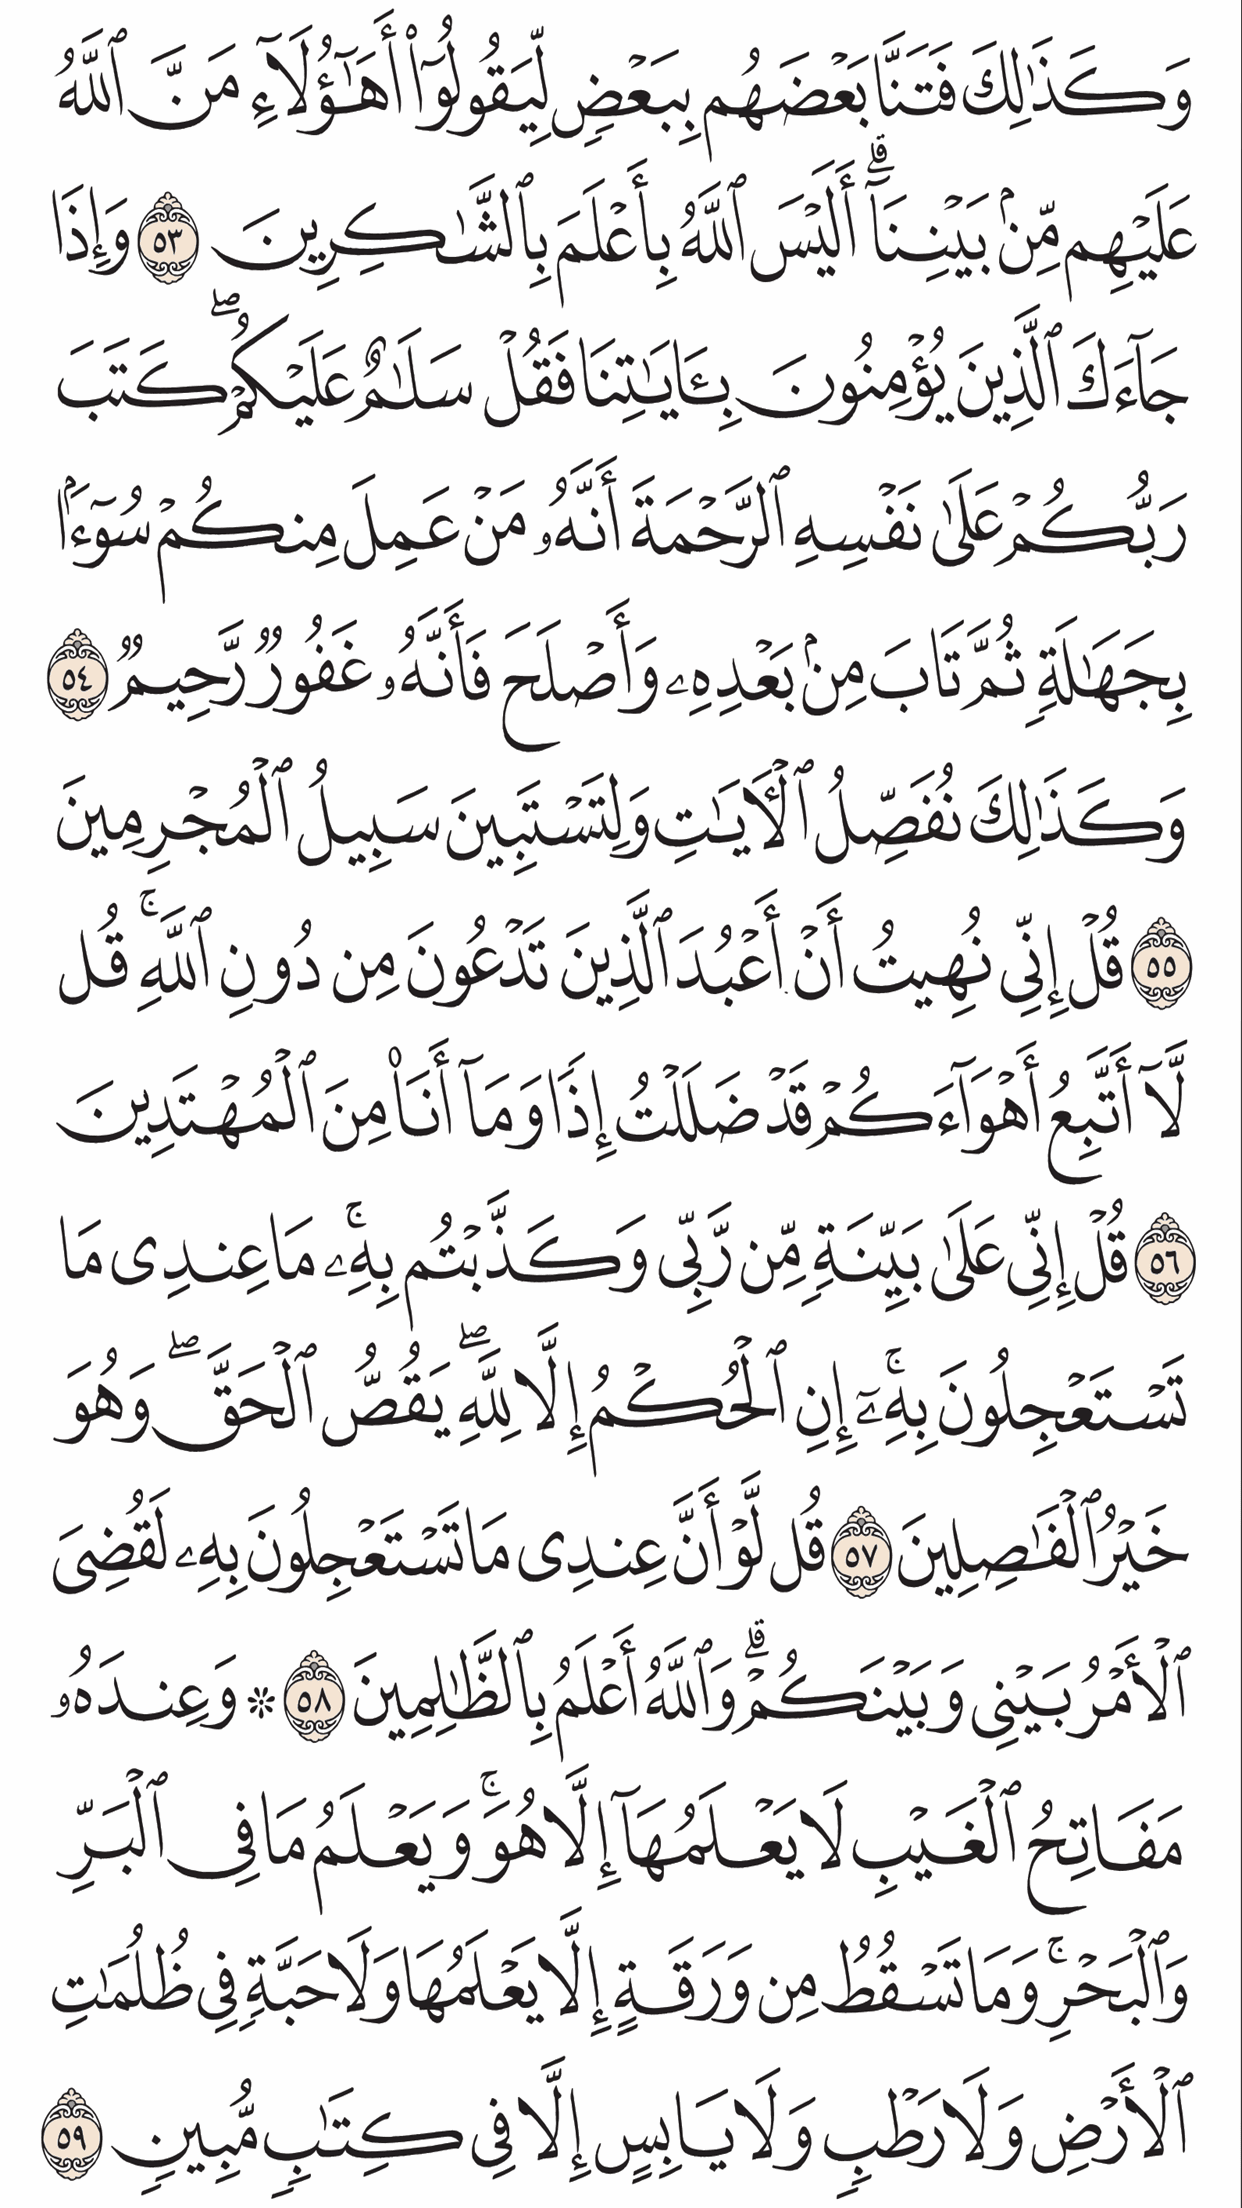 وَكَذَٰلِكَ فَتَنَّا بَعْضَهُم بِبَعْضٍ لِّيَقُولُوٓا۟ أَهَٰٓؤُلَآءِ مَنَّ ٱللَّهُ
عَلَيْهِم مِّنۢ بَيْنِنَآ ۗ أَلَيْسَ ٱللَّهُ بِأَعْلَمَ بِٱلشَّٰكِرِينَ ٥٣ وَإِذَا
جَآءَكَ ٱلَّذِينَ يُؤْمِنُونَ بِـَٔايَٰتِنَا فَقُلْ سَلَٰمٌ عَلَيْكُمْ ۖ كَتَبَ
رَبُّكُمْ عَلَىٰ نَفْسِهِ ٱلرَّحْمَةَ أَنَّهُۥ مَنْ عَمِلَ مِنكُمْ سُوٓءَۢا
بِجَهَٰلَةٍ ثُمَّ تَابَ مِنۢ بَعْدِهِۦ وَأَصْلَحَ فَأَنَّهُۥ غَفُورٌ رَّحِيمٌ ٥٤
وَكَذَٰلِكَ نُفَصِّلُ ٱلْـَٔايَٰتِ وَلِتَسْتَبِينَ سَبِيلُ ٱلْمُجْرِمِينَ
٥٥ قُلْ إِنِّى نُهِيتُ أَنْ أَعْبُدَ ٱلَّذِينَ تَدْعُونَ مِن دُونِ ٱللَّهِ ۚ قُل
لَّآ أَتَّبِعُ أَهْوَآءَكُمْ قَدْ ضَلَلْتُ إِذًا وَمَآ أَنَا۠ مِنَ ٱلْمُهْتَدِينَ
٥٦ قُلْ إِنِّى عَلَىٰ بَيِّنَةٍ مِّن رَّبِّى وَكَذَّبْتُم بِهِۦ ۚ مَا عِندِى مَا
تَسْتَعْجِلُونَ بِهِۦٓ ۚ إِنِ ٱلْحُكْمُ إِلَّا لِلَّهِ ۖ يَقُصُّ ٱلْحَقَّ ۖ وَهُوَ
خَيْرُ ٱلْفَٰصِلِينَ ٥٧ قُل لَّوْ أَنَّ عِندِى مَا تَسْتَعْجِلُونَ بِهِۦ لَقُضِىَ
ٱلْأَمْرُ بَيْنِى وَبَيْنَكُمْ ۗ وَٱللَّهُ أَعْلَمُ بِٱلظَّٰلِمِينَ ٥٨ * وَعِندَهُۥ
مَفَاتِحُ ٱلْغَيْبِ لَا يَعْلَمُهَآ إِلَّا هُوَ ۚ وَيَعْلَمُ مَا فِى ٱلْبَرِّ
وَٱلْبَحْرِ ۚ وَمَا تَسْقُطُ مِن وَرَقَةٍ إِلَّا يَعْلَمُهَا وَلَا حَبَّةٍ فِى ظُلُمَٰتِ
ٱلْأَرْضِ وَلَا رَطْبٍ وَلَا يَابِسٍ إِلَّا فِى كِتَٰبٍ مُّبِينٍ ٥٩